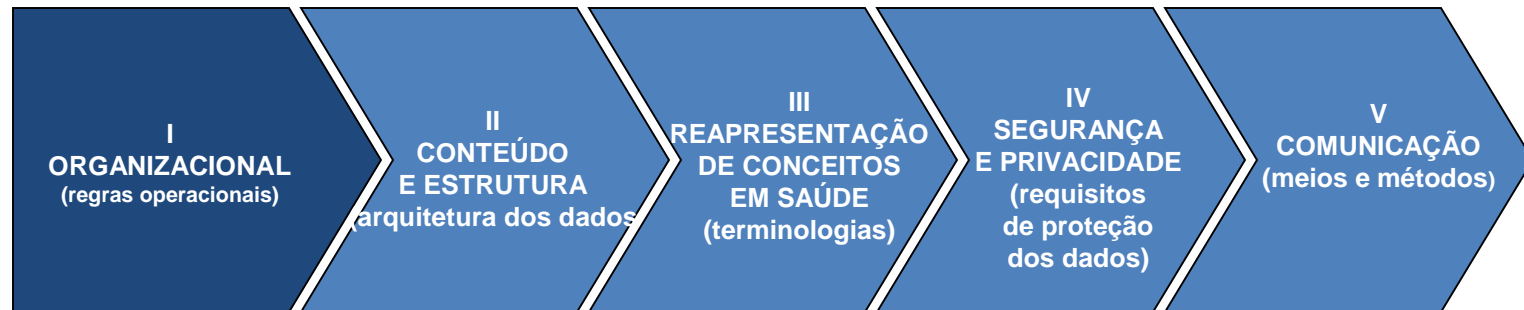 I
ORGANIZACIONAL
(regras operacionais)
II
CONTEÚDO
E ESTRUTURA
(arquitetura dos dados
III
REAPRESENTAÇÃO
DE CONCEITOS
EM SAÚDE
(terminologias)
IV
SEGURANÇA
E PRIVACIDADE
(requisitos
de proteção
dos dados)
V
COMUNICAÇÃO
(meios e métodos)